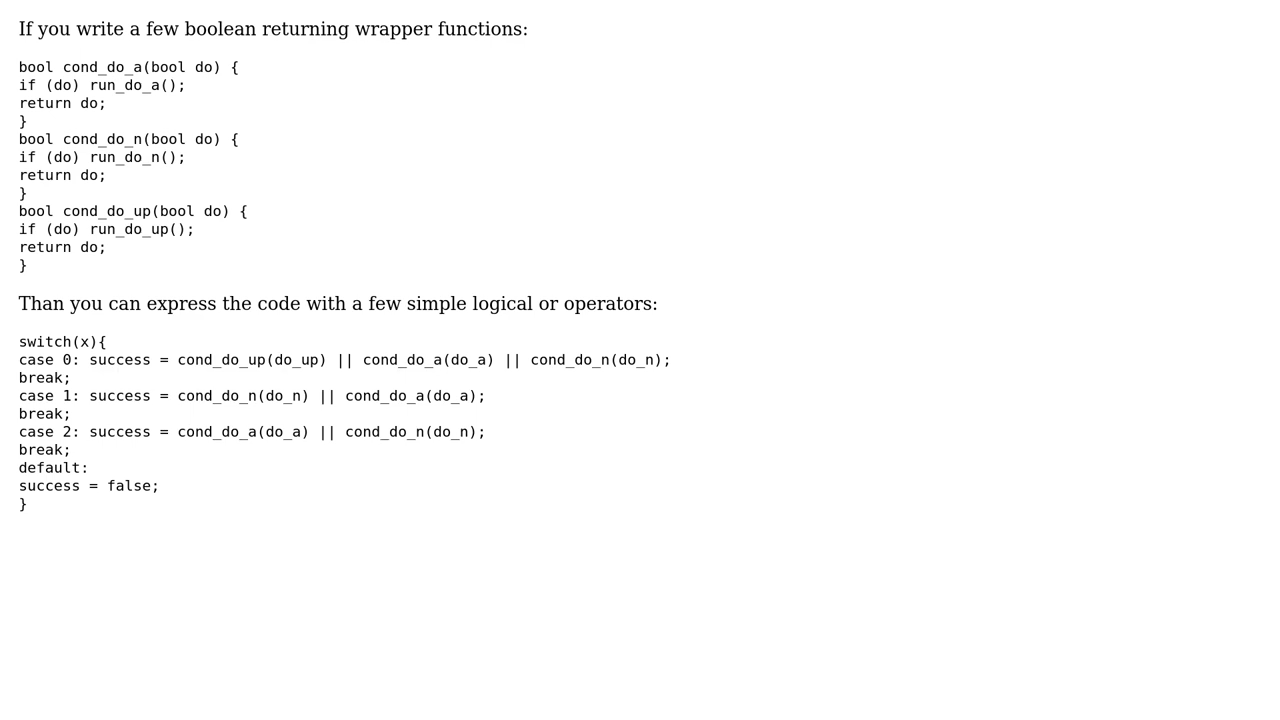 If you write a few boolean returning wrapper functions:
bool cond_do_a(bool do) {
if (do) run_do_a();
return do;
}
bool cond_do_n(bool do) {
if (do) run_do_n();
return do;
}
bool cond_do_up(bool do) {
if (do) run_do_up();
return do;
}
Than you can express the code with a few simple logical or operators:
switch(x){
case 0: success = cond_do_up(do_up) || cond_do_a(do_a) || cond_do_n(do_n);
break;
case 1: success = cond_do_n(do_n) || cond_do_a(do_a);
break;
case 2: success = cond_do_a(do_a) || cond_do_n(do_n);
break;
default:
success = false;
}